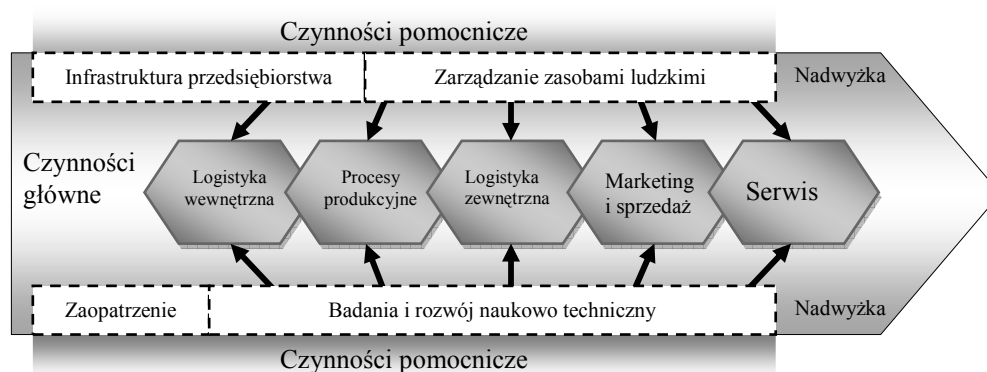 Czynności pomocnicze
Infrastruktura przedsiębiorstwa
Zarządzanie zasobami ludzkimi
Nadwyżka
Czynności
główne
Logistyka
wewnętrzna
Procesy
produkcyjne
Logistyka
zewnętrzna
Marketing
i sprzedaż
Serwis
Zaopatrzenie
Badania i rozwój naukowo techniczny
Nadwyżka
Czynności pomocnicze